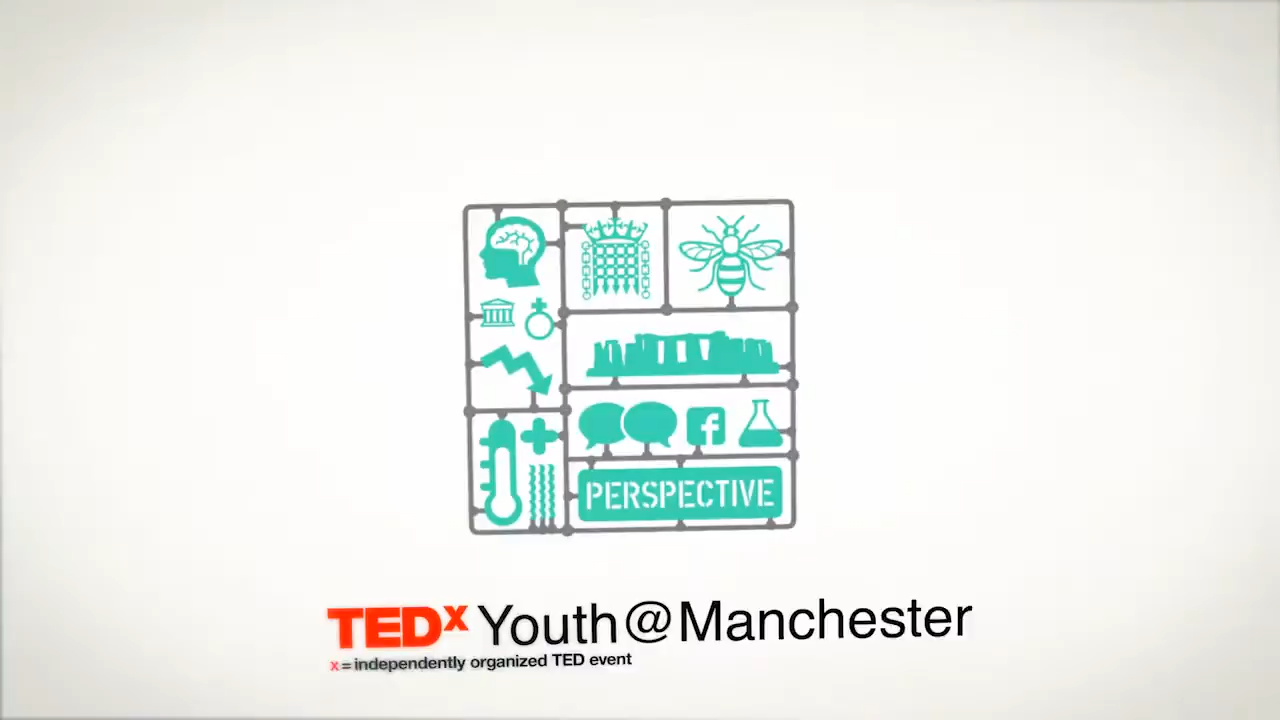 f
PERSPECTIVE
TEDx Youth@Manchester
x = independently organized TED event